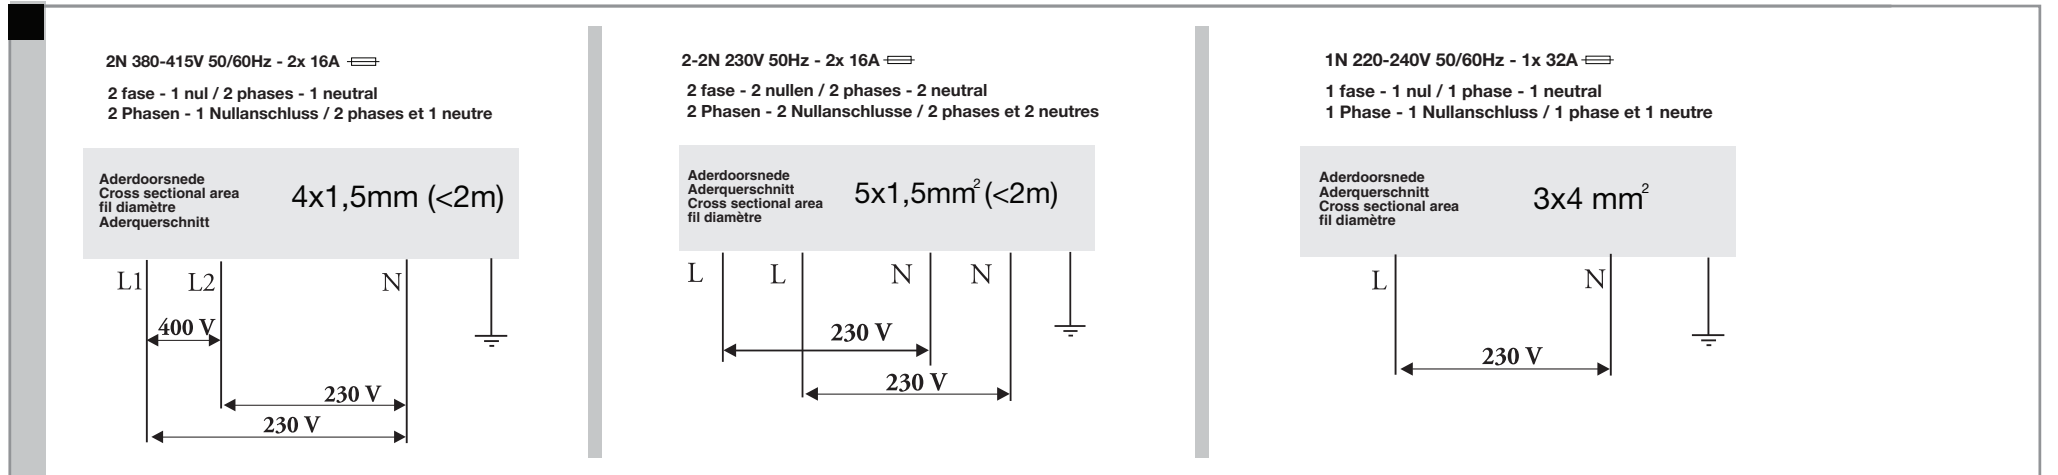 2N 380-415V 50/60Hz - 2x 16A
2 fase - 1 nul / 2 phases - 1 neutral
2 Phasen - 1 Nullanschluss / 2 phases et 1 neutre
Aderdoorsnede
Cross sectional area
fil diamètre
Aderquerschnitt
4x1,5mm (<2m)
L1 L2 N
400 V
230 V
230 V
2-2N 230V 50Hz - 2x 16A
2 fase - 2 nullen / 2 phases - 2 neutral
2 Phasen - 2 Nullanschlusse / 2 phases et 2 neutres
Aderdoorsnede
Aderquerschnitt
Cross sectional area
fil diamètre
5x1,5mm² (<2m)
L L N N
230 V
230 V
1N 220-240V 50/60Hz - 1x 32A
1 fase - 1 nul / 1 phase - 1 neutral
1 Phase - 1 Nullanschluss / 1 phase et 1 neutre
Aderdoorsnede
Aderquerschnitt
Cross sectional area
fil diamètre
3x4 mm²
L N
230 V